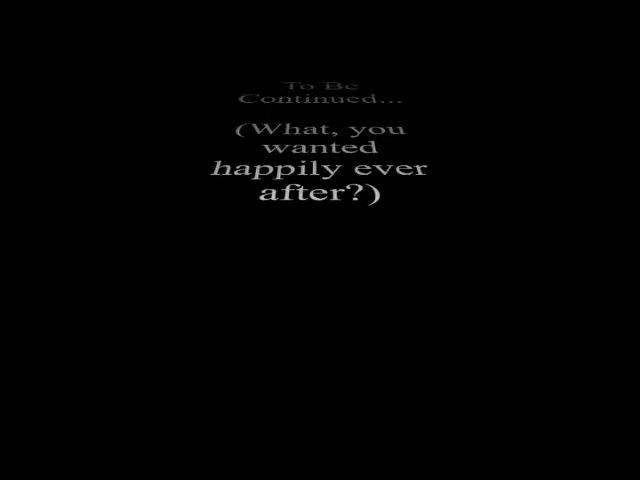 To Be
Continued...
(What, you
wanted
happily ever
after?)